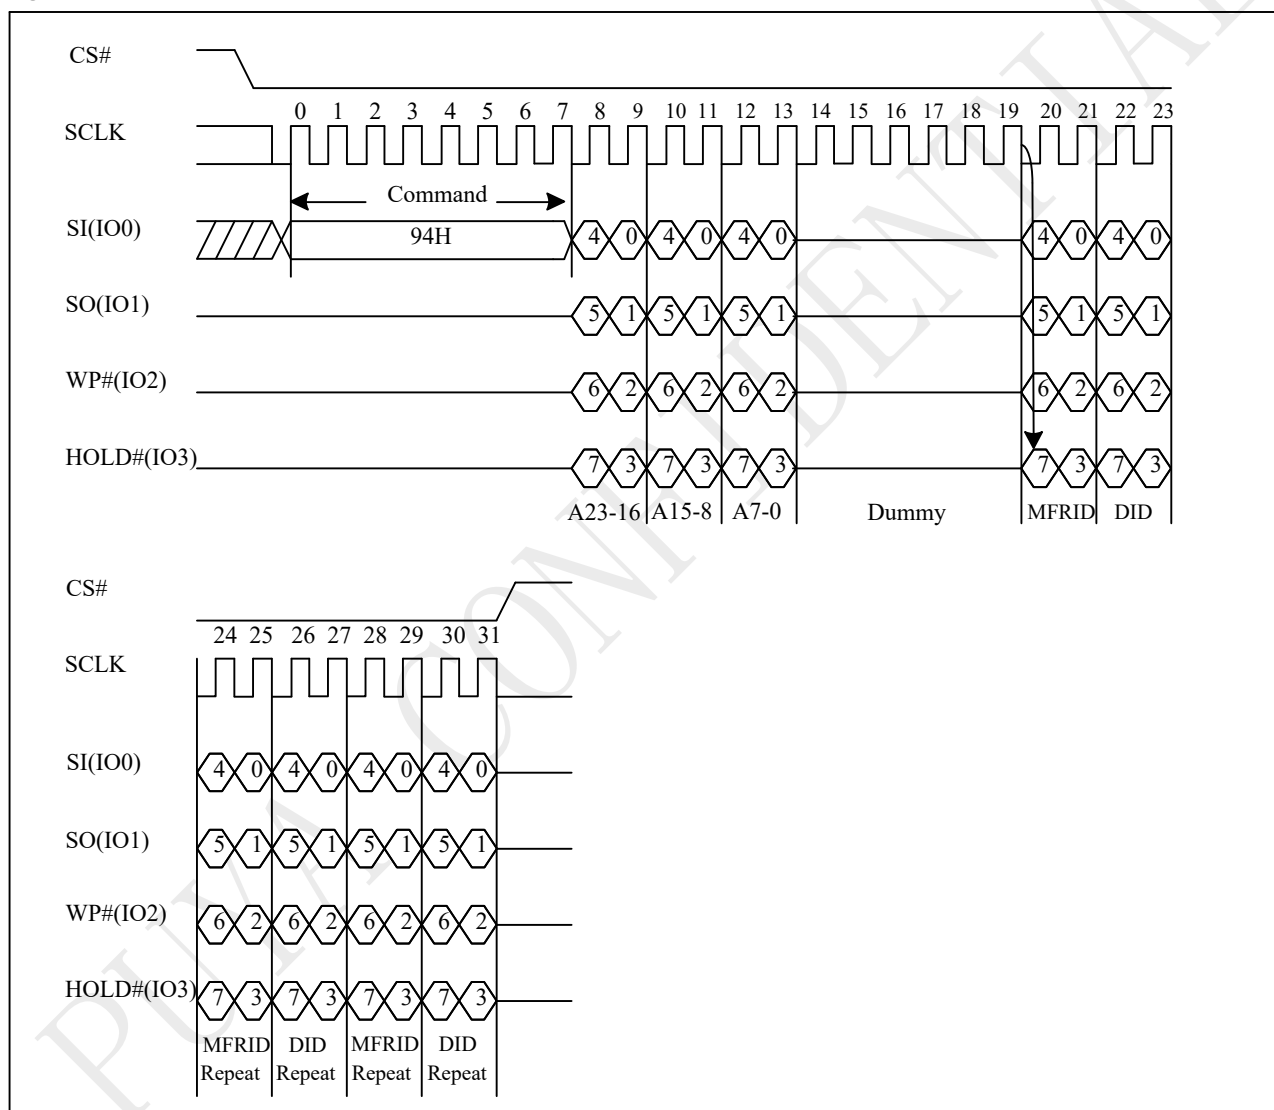 CS#
0 1 2 3 4 5 6 7 8 9 10 11 12 13 14 15 16 17 18 19 20 21 22 23
SCLK
Command
SI(IO0) 94H 4 0 4 0 4 0 4 0 4 0
SO(IO1) 5 1 5 1 5 1 5 1 5 1
WP#(IO2) 6 2 6 2 6 2 6 2 6 2
HOLD#(IO3) 7 3 7 3 7 3 7 3 7 3
A23-16 A15-8 A7-0 Dummy MFRID DID
CS#
24 25 26 27 28 29 30 31
SCLK
SI(IO0) 4 0 4 0 4 0 4 0
SO(IO1) 5 1 5 1 5 1 5 1
WP#(IO2) 6 2 6 2 6 2 6 2
HOLD#(IO3) 7 3 7 3 7 3 7 3
MFRID DID MFRID DID
Repeat Repeat Repeat Repeat
PUYA CONFIDENTIAL